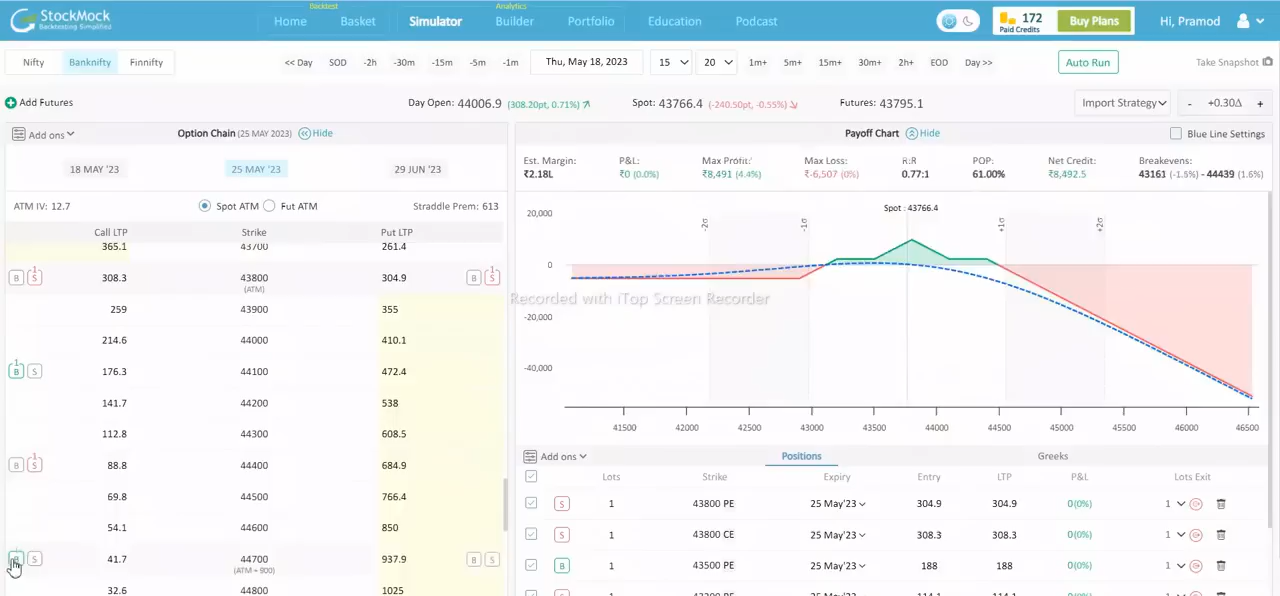 StockMock
Backtesting Simplified
Backtest
Home Basket
Simulator
Analytics
Builder Portfolio
Education
Podcast
172
Paid Credits
Buy Plans
Hi, Pramod
Nifty Banknifty Finnifty
<< Day SOD -2h -30m -15m -5m -1m Thu, May 18, 2023 15 20 1m+ 5m+ 15m+ 30m+ 2h+ EOD Day >>
Auto Run
Take Snapshot
Add Futures
Day Open: 44006.9 (308.20pt, 0.71%)
Spot: 43766.4 (-240.50pt, -0.55%)
Futures: 43795.1
Import Strategy
- +0.30Δ +
Add ons
Option Chain (25 MAY 2023) Hide
18 MAY '23 25 MAY '23 29 JUN '23
ATM IV: 12.7 Spot ATM Fut ATM Straddle Prem: 613
Call LTP Strike Put LTP
365.1 43700 261.4
B S 1 308.3 43800 304.9 B S 1
(ATM)
259 43900 355
214.6 44000 410.1
B 1 S 176.3 44100 472.4
141.7 44200 538
112.8 44300 608.5
B S 1 88.8 44400 684.9
69.8 44500 766.4
54.1 44600 850
S 41.7 44700 937.9 B S
(ATM + 900)
32.6 44800 1025
Payoff Chart Hide
Blue Line Settings
Est. Margin: P&L: Max Profit: Max Loss: R:R POP: Net Credit: Breakevens:
₹2.18L ₹0 (0.0%) ₹8,491 (4.4%) ₹-6,507 (0%) 0.77:1 61.00% ₹8,492.5 43161 (-1.5%) - 44439 (1.6%)
Spot : 43766.4
20,000
-2σ -1σ +1σ +2σ
0
Recorded with iTop Screen Recorder
-20,000
-40,000
41500 42000 42500 43000 43500 44000 44500 45000 45500 46000 46500
Add ons
Positions
Greeks
Lots Strike Expiry Entry LTP P&L Lots Exit
S 1 43800 PE 25 May'23 304.9 304.9 0(0%) 1
S 1 43800 CE 25 May'23 308.3 308.3 0(0%) 1
B 1 43500 PE 25 May'23 188 188 0(0%) 1